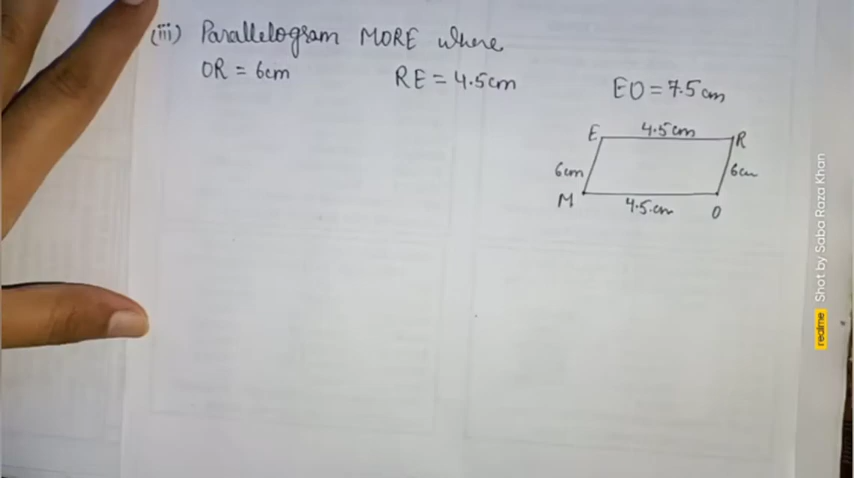 (iii) Parallelogram MORE where
OR = 6cm RE = 4.5cm EO = 7.5cm
E 4.5cm R
6cm 6cm
M 4.5cm O
realme Shot by Saba Raza Khan